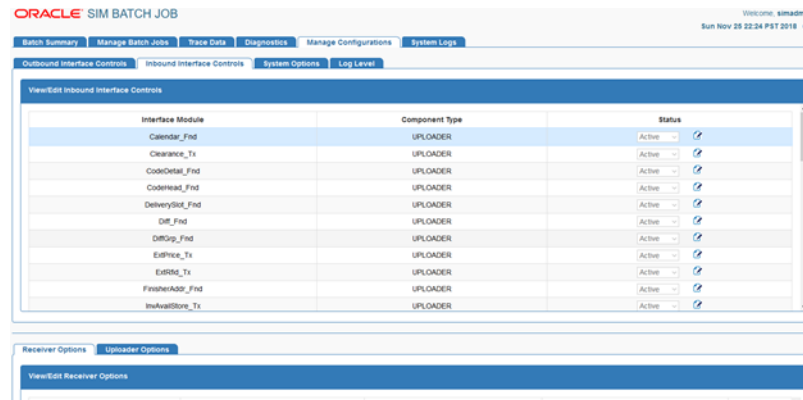 ORACLE SIM BATCH JOB
Welcome, simadm
Sun Nov 25 22:24 PST 2018
Batch Summary Manage Batch Jobs Trace Data Diagnostics Manage Configurations System Logs
Outbound Interface Controls Inbound Interface Controls System Options Log Level
View/Edit Inbound Interface Controls
Interface Module Component Type Status
Calendar_Fnd UPLOADER Active
Clearance_Tx UPLOADER Active
CodeDetail_Fnd UPLOADER Active
CodeHead_Fnd UPLOADER Active
DeliverySlot_Fnd UPLOADER Active
Diff_Fnd UPLOADER Active
DiffGrp_Fnd UPLOADER Active
ExtPrice_Tx UPLOADER Active
ExtRfid_Tx UPLOADER Active
FinisherAddr_Fnd UPLOADER Active
InvAvailStore_Tx UPLOADER Active
Receiver Options Uploader Options
View/Edit Receiver Options